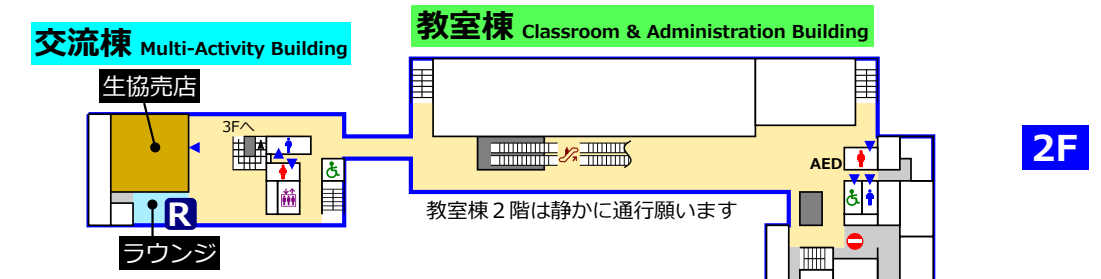 交流棟 Multi-Activity Building
教室棟 Classroom & Administration Building
生協売店
3Fへ
2F
AED
R
教室棟２階は静かに通行願います
ラウンジ